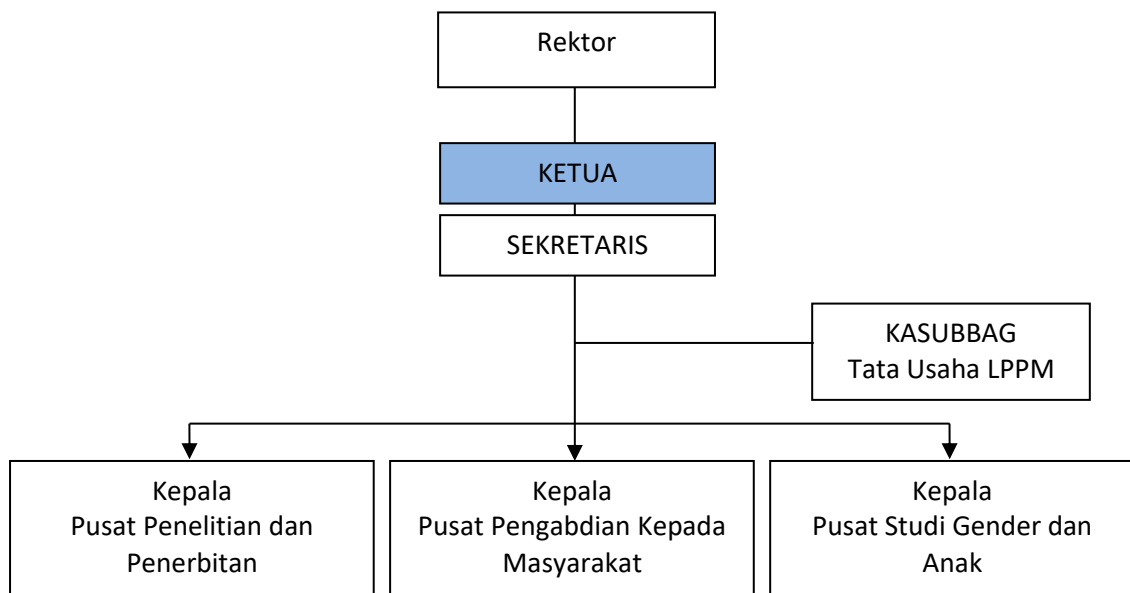 Rektor
KETUA
SEKRETARIS
KASUBBAG
Tata Usaha LPPM
Kepala
Pusat Penelitian dan
Penerbitan
Kepala
Pusat Pengabdian Kepada
Masyarakat
Kepala
Pusat Studi Gender dan
Anak